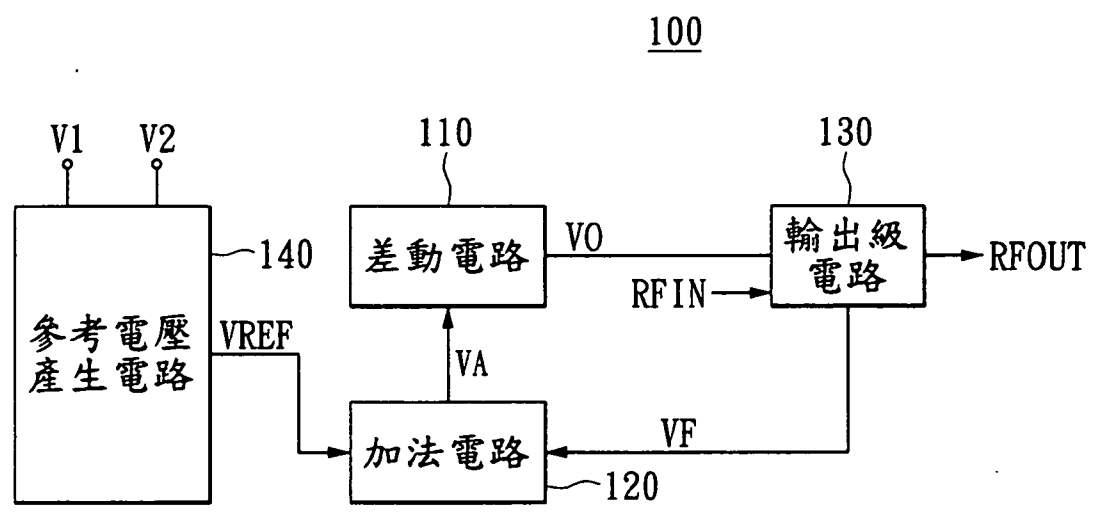 100
V1
V2
110
130
140
參考電壓
產生電路
VREF
差動電路
VO
RFIN
輸出級
電路
RFOUT
VA
加法電路
VF
120